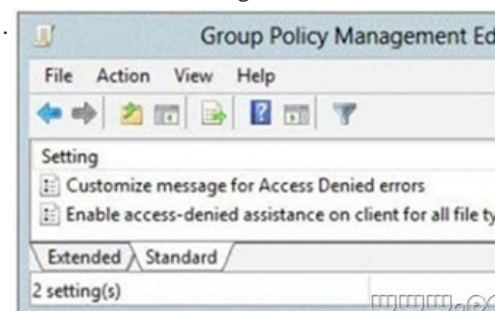 Group Policy Management Ed
File Action View Help
Setting
Customize message for Access Denied errors
Enable access-denied assistance on client for all file ty
Extended Standard
2 setting(s)